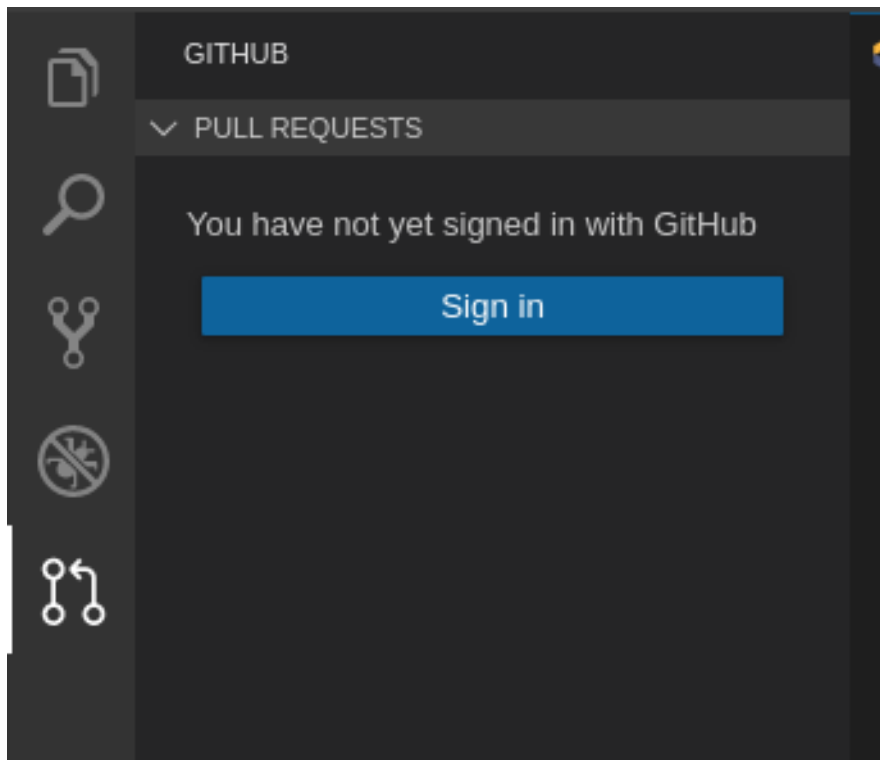 GITHUB
PULL REQUESTS
You have not yet signed in with GitHub
Sign in